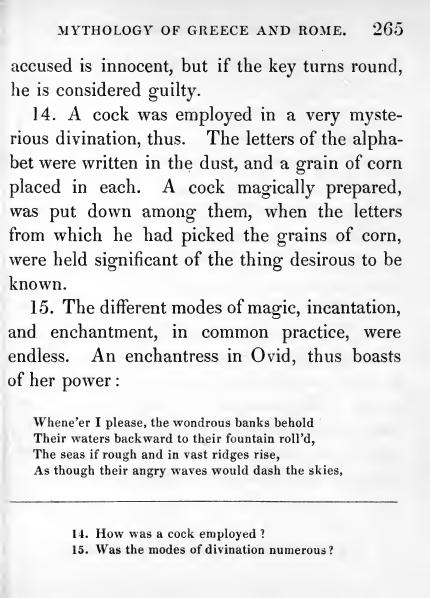 MYTHOLOGY OF GREECE AND ROME. 265
accused is innocent, but if the key turns round,
he is considered guilty.
14. A cock was employed in a very myste-
rious divination, thus. The letters of the alpha-
bet were written in the dust, and a grain of corn
placed in each. A cock magically prepared,
was put down among them, when the letters
from which he had picked the grains of corn,
were held significant of the thing desirous to be
known.
15. The different modes of magic, incantation,
and enchantment, in common practice, were
endless. An enchantress in Ovid, thus boasts
of her power:
Whene'er I please, the wondrous banks behold
Their waters backward to their fountain roll'd,
The seas if rough and in vast ridges rise,
As though their angry waves would dash the skies,
14. How was a cock employed?
15. Was the modes of divination numerous?